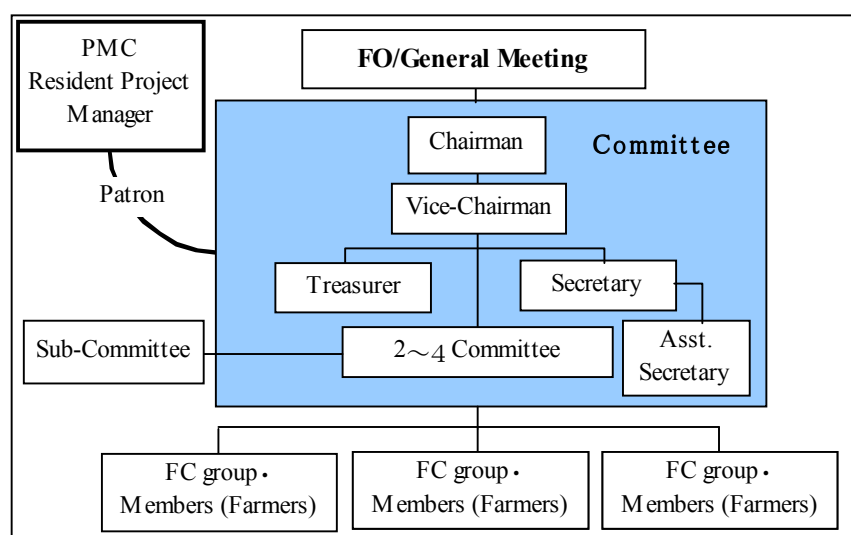 PMC
Resident Project
Manager
FO/General Meeting
Chairman
Committee
Patron
Vice-Chairman
Treasurer
Secretary
Sub-Committee
2～4 Committee
Asst.
Secretary
FC group・
Members (Farmers)
FC group・
Members (Farmers)
FC group・
Members (Farmers)